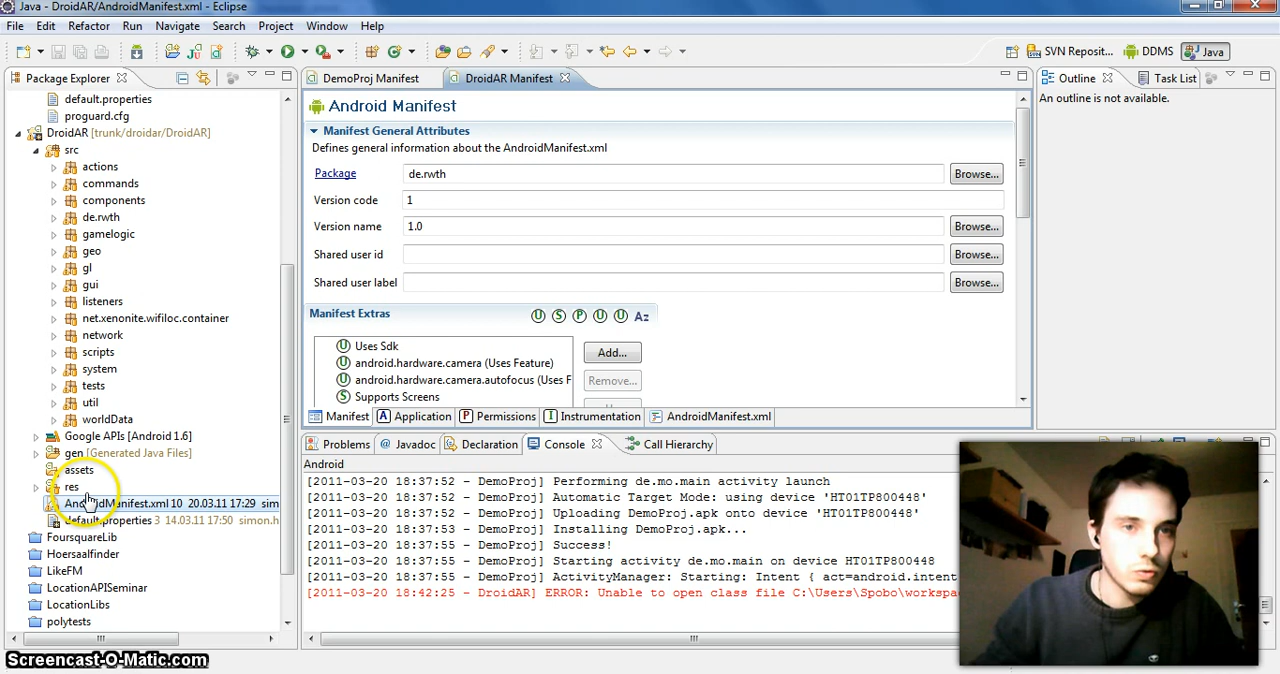 Java - DroidAR/AndroidManifest.xml - Eclipse
File Edit Refactor Run Navigate Search Project Window Help
SVN Reposit... DDMS Java
Package Explorer
DemoProj Manifest
DroidAR Manifest
Outline
Task List
default.properties
proguard.cfg
DroidAR [trunk/droidar/DroidAR]
src
actions
commands
components
de.rwth
gamelogic
geo
gl
gui
listeners
net.xenonite.wifiloc.container
network
scripts
system
tests
util
worldData
Google APIs [Android 1.6]
gen [Generated Java Files]
assets
res
AndroidManifest.xml 10 20.03.11 17:29 sim
default.properties 3 14.03.11 17:50 simon.h
FoursquareLib
Hoersaalfinder
LikeFM
LocationAPISeminar
LocationLibs
polytests
Android Manifest
Manifest General Attributes
Defines general information about the AndroidManifest.xml
Package de.rwth Browse...
Version code 1
Version name 1.0 Browse...
Shared user id Browse...
Shared user label Browse...
Manifest Extras U S P U U Az
U Uses Sdk
U android.hardware.camera (Uses Feature)
U android.hardware.camera.autofocus (Uses F
S Supports Screens
Add...
Remove...
Manifest A Application P Permissions I Instrumentation AndroidManifest.xml
An outline is not available.
Problems @ Javadoc Declaration Console Call Hierarchy
Android
[2011-03-20 18:37:52 - DemoProj] Performing de.mo.main activity launch
[2011-03-20 18:37:52 - DemoProj] Automatic Target Mode: using device 'HT01TP800448'
[2011-03-20 18:37:52 - DemoProj] Uploading DemoProj.apk onto device 'HT01TP800448'
[2011-03-20 18:37:52 - DemoProj] Installing DemoProj.apk...
[2011-03-20 18:37:55 - DemoProj] Success!
[2011-03-20 18:37:55 - DemoProj] Starting activity de.mo.main on device HT01TP800448
[2011-03-20 18:37:56 - DemoProj] ActivityManager: Starting: Intent { act=android.intent
[2011-03-20 18:42:25 - DroidAR] ERROR: Unable to open class file C:\Users\Spobo\workspac
Screencast-O-Matic.com